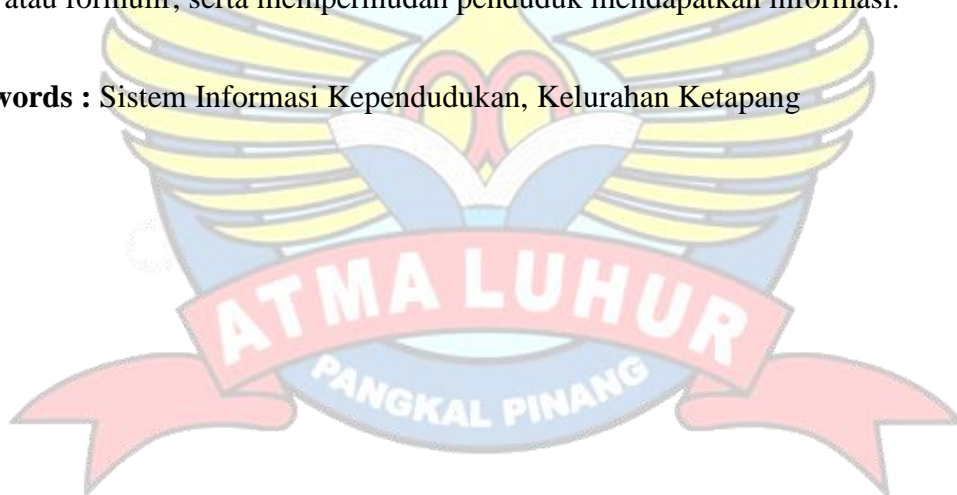 atau formulir, serta mempermudah penduduk mendapatkan informasi.
words : Sistem Informasi Kependudukan, Kelurahan Ketapang
ATMA LUHUR
PANGKAL PINANG